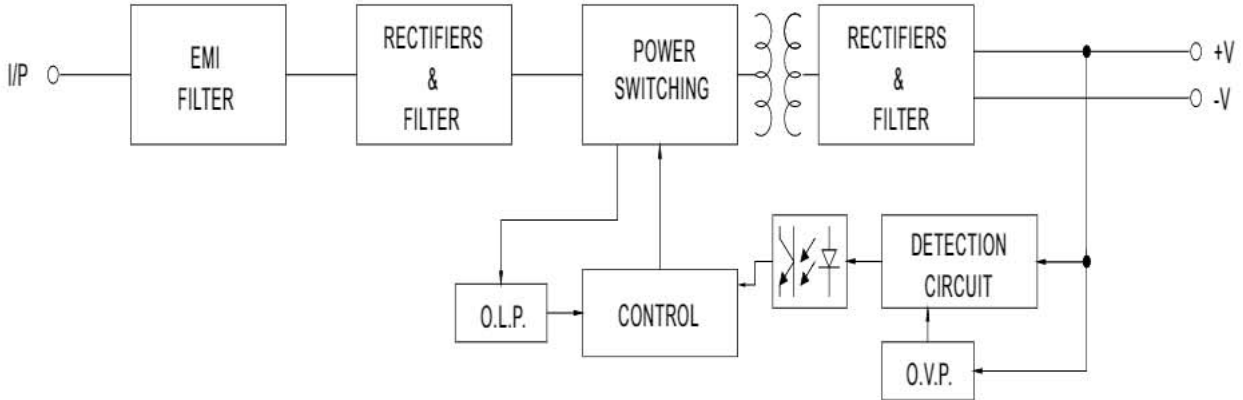 I/P
EMI
FILTER
RECTIFIERS
&
FILTER
POWER
SWITCHING
RECTIFIERS
&
FILTER
+V
-V
O.L.P.
CONTROL
DETECTION
CIRCUIT
O.V.P.